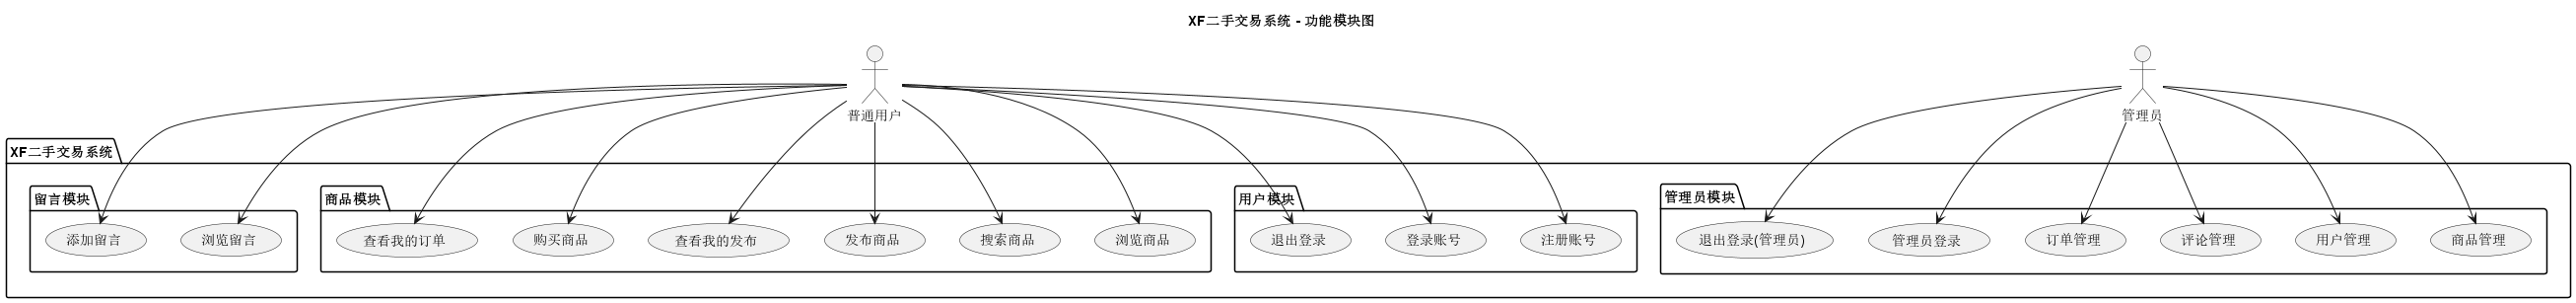 XF二手交易系统 - 功能模块图
普通用户
管理员
XF二手交易系统
留言模块
添加留言
浏览留言
商品模块
查看我的订单
购买商品
查看我的发布
发布商品
搜索商品
浏览商品
用户模块
退出登录
登录账号
注册账号
管理员模块
退出登录(管理员)
管理员登录
订单管理
评论管理
用户管理
商品管理